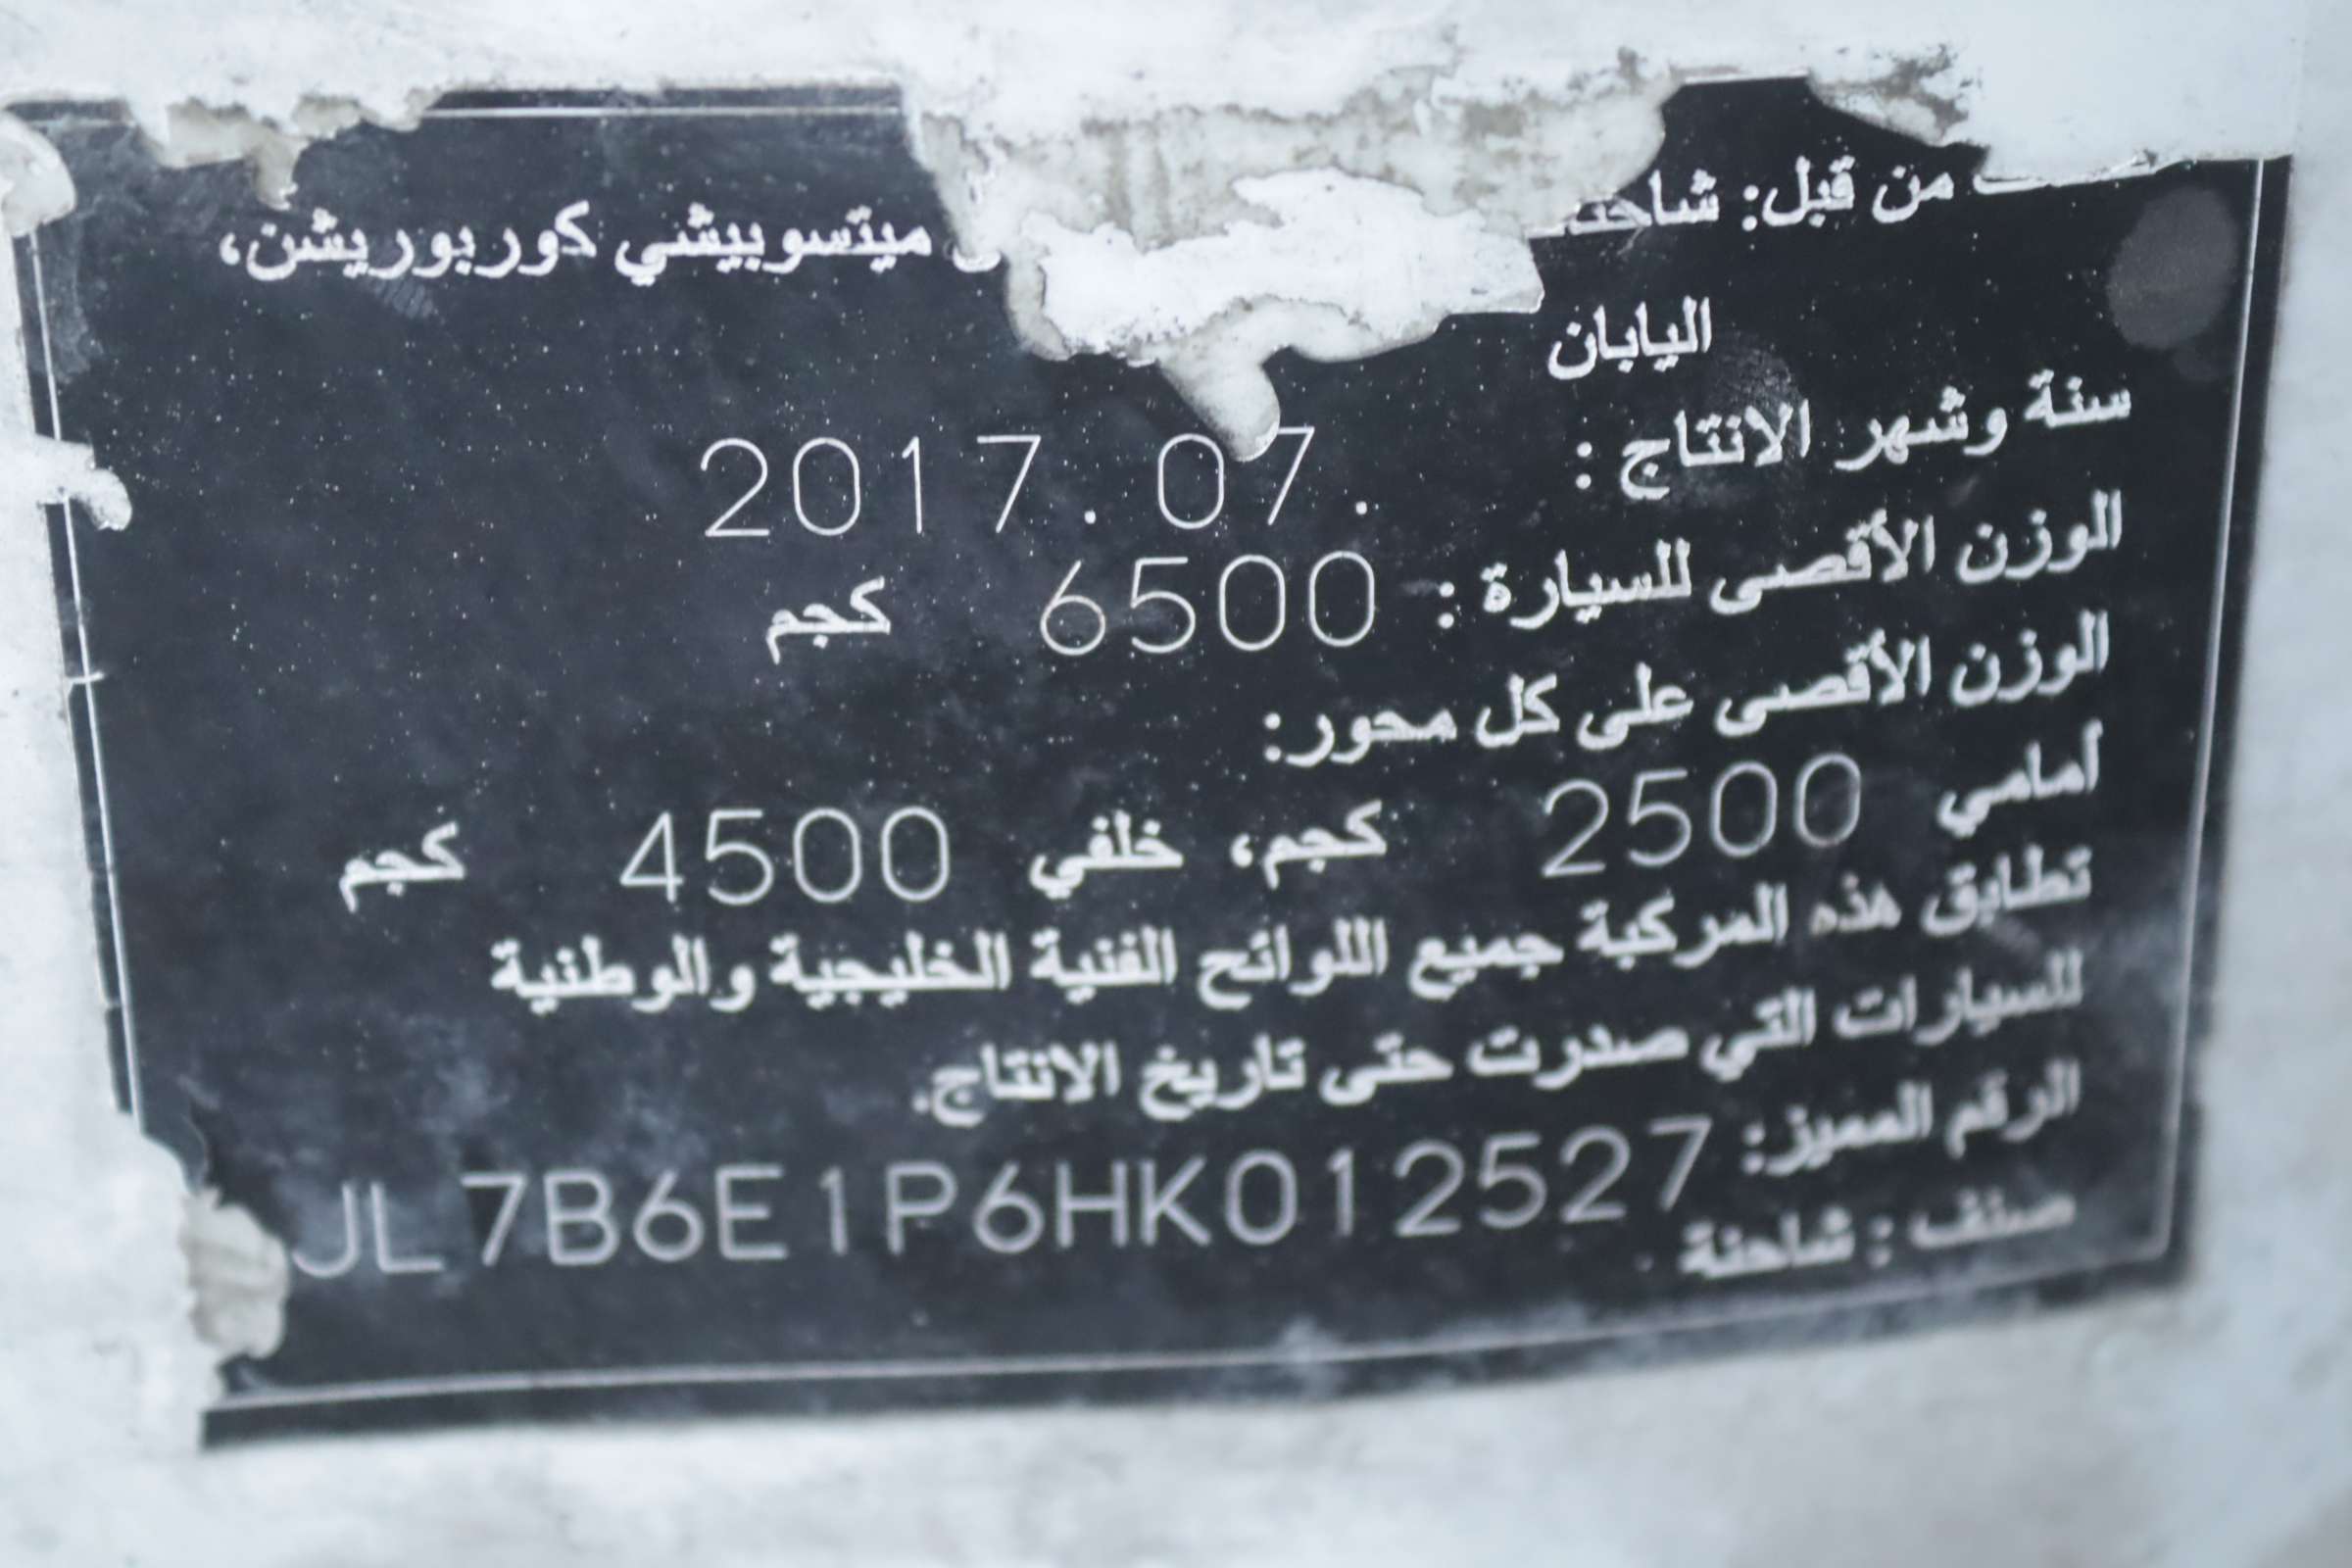 من قبل: ميتسوبيشي كوربوريشن،
اليابان
سنة وشهر الانتاج : 2017.07.
الوزن الأقصى للسيارة : 6500 كجم
الوزن الأقصى على كل محور:
أمامي 2500 كجم، خلفي 4500 كجم
تطابق هذه المركبة جميع اللوائح الفنية الخليجية والوطنية
للسيارات التي صدرت حتى تاريخ الانتاج.
الرقم المميز: JL7B6E1P6HK012527
صنف : شاحنة